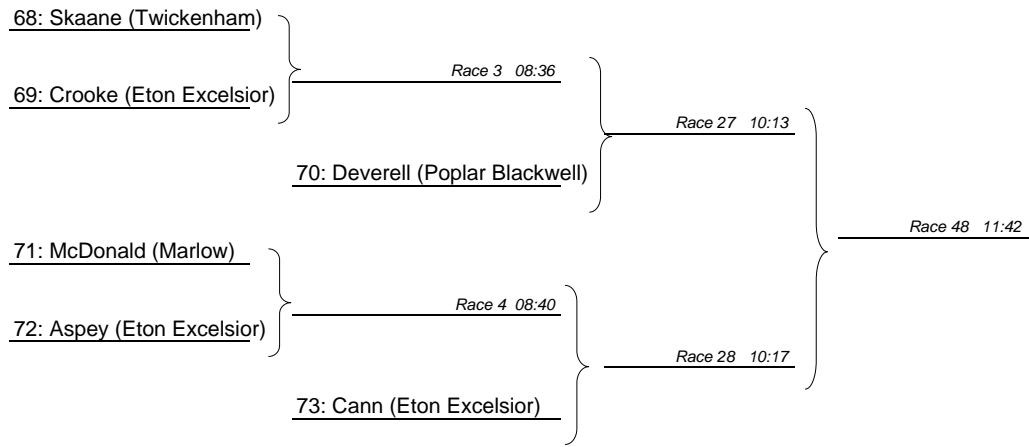 68: Skaane (Twickenham)
Race 3 08:36
69: Crooke (Eton Excelsior)
Race 27 10:13
70: Deverell (Poplar Blackwell)
Race 48 11:42
71: McDonald (Marlow)
Race 4 08:40
72: Aspey (Eton Excelsior)
Race 28 10:17
73: Cann (Eton Excelsior)